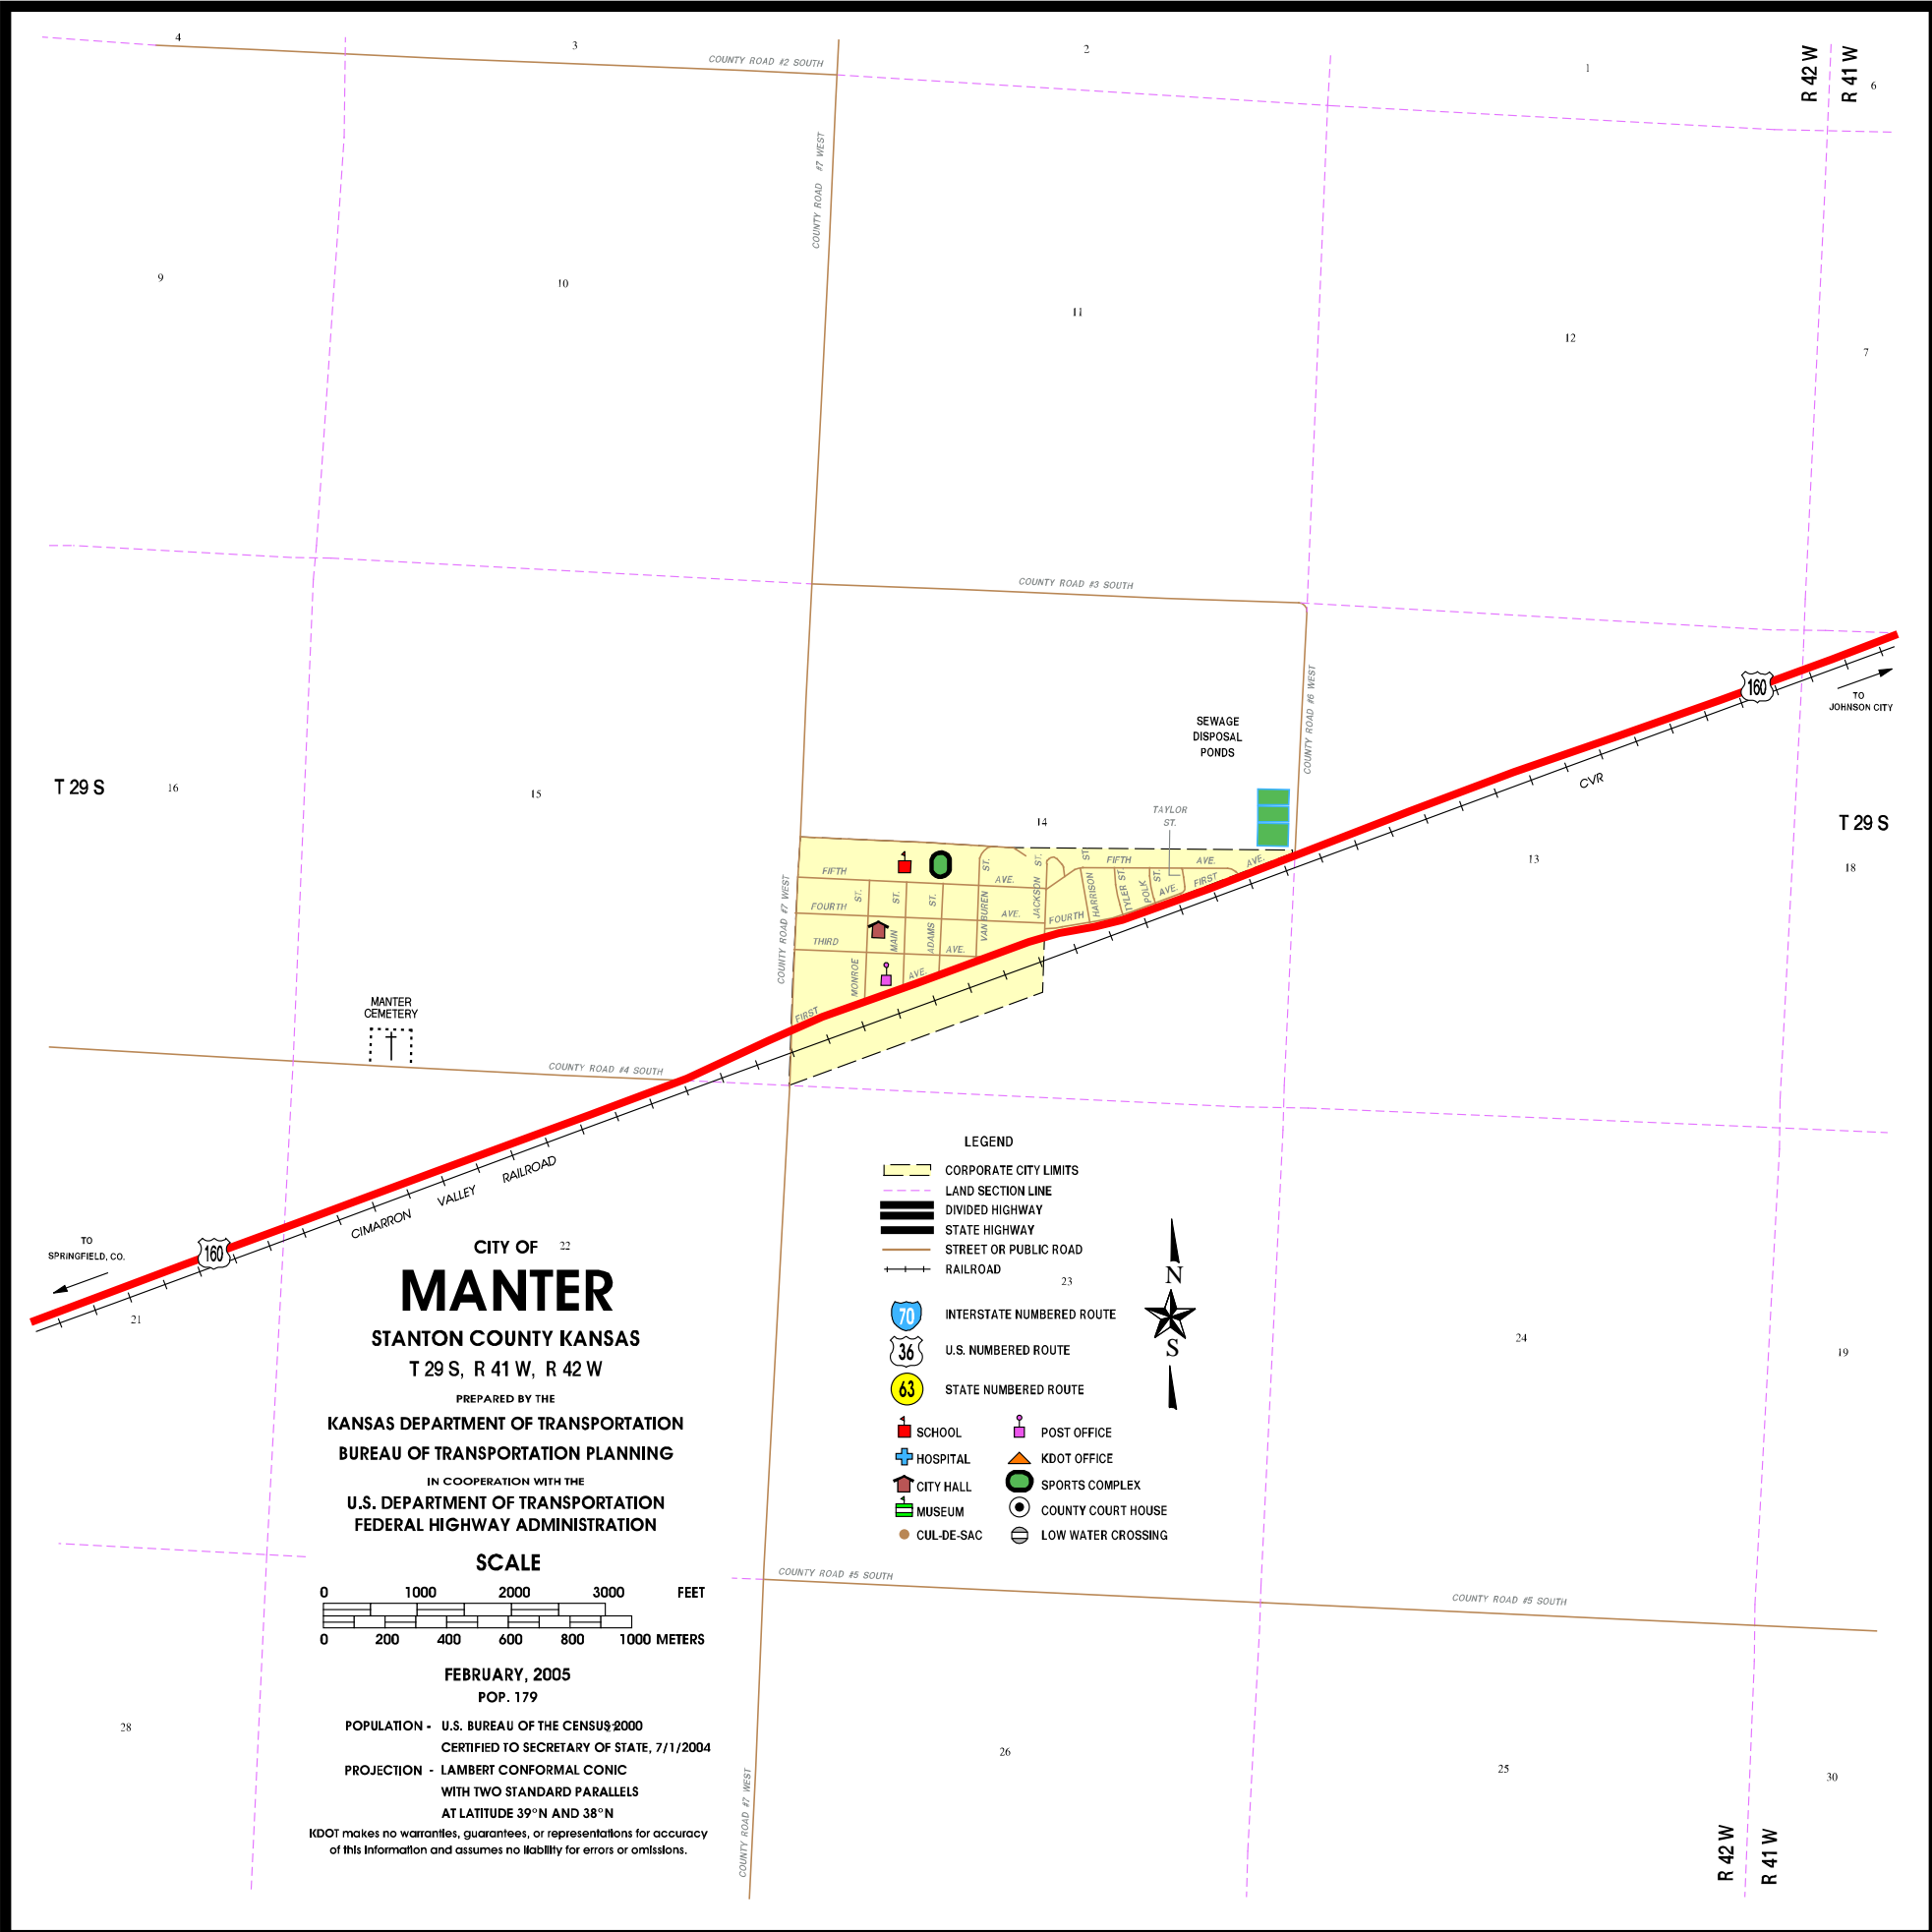 4
3
2
1
6
R 42 W
R 41 W
COUNTY ROAD #2 SOUTH
COUNTY ROAD #7 WEST
9
10
11
12
7
COUNTY ROAD #3 SOUTH
COUNTY ROAD #6 WEST
160
TO
JOHNSON CITY
CVR
SEWAGE
DISPOSAL
PONDS
T 29 S
16
15
14
13
T 29 S
18
TAYLOR
ST.
COUNTY ROAD #7 WEST
FIFTH
AVE.
FIFTH
AVE.
AVE.
FIRST
AVE.
FOURTH
AVE.
FOURTH
THIRD
AVE.
AVE.
FIRST
MONROE
ST.
MAIN
ST.
ADAMS
ST.
VAN BUREN
ST.
JACKSON
ST.
HARRISON
ST.
TYLER ST.
POLK
ST.
MANTER
CEMETERY
COUNTY ROAD #4 SOUTH
CIMARRON VALLEY RAILROAD
160
TO
SPRINGFIELD, CO.
21
22
CITY OF
MANTER
STANTON COUNTY KANSAS
T 29 S, R 41 W, R 42 W
PREPARED BY THE
KANSAS DEPARTMENT OF TRANSPORTATION
BUREAU OF TRANSPORTATION PLANNING
IN COOPERATION WITH THE
U.S. DEPARTMENT OF TRANSPORTATION
FEDERAL HIGHWAY ADMINISTRATION
SCALE
0 1000 2000 3000 FEET
0 200 400 600 800 1000 METERS
FEBRUARY, 2005
POP. 179
POPULATION - U.S. BUREAU OF THE CENSUS 2000
CERTIFIED TO SECRETARY OF STATE, 7/1/2004
PROJECTION - LAMBERT CONFORMAL CONIC
WITH TWO STANDARD PARALLELS
AT LATITUDE 39°N AND 38°N
KDOT makes no warranties, guarantees, or representations for accuracy
of this information and assumes no liability for errors or omissions.
LEGEND
CORPORATE CITY LIMITS
LAND SECTION LINE
DIVIDED HIGHWAY
STATE HIGHWAY
STREET OR PUBLIC ROAD
RAILROAD
70 INTERSTATE NUMBERED ROUTE
36 U.S. NUMBERED ROUTE
63 STATE NUMBERED ROUTE
SCHOOL
POST OFFICE
HOSPITAL
KDOT OFFICE
CITY HALL
SPORTS COMPLEX
MUSEUM
COUNTY COURT HOUSE
CUL-DE-SAC
LOW WATER CROSSING
N
S
23
24
19
COUNTY ROAD #5 SOUTH
COUNTY ROAD #5 SOUTH
COUNTY ROAD #7 WEST
28
26
25
30
R 42 W
R 41 W